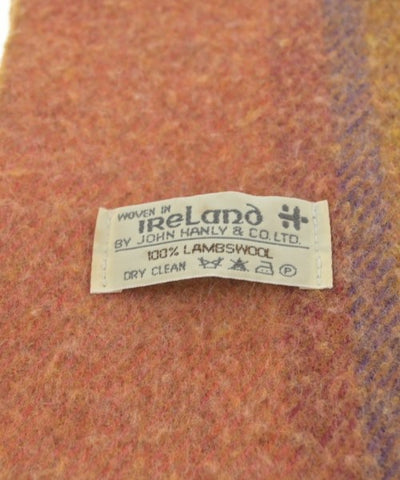 WOVEN IN
IReLand
BY JOHN HANLY & CO. LTD.
100% LAMBSWOOL
DRY CLEAN P